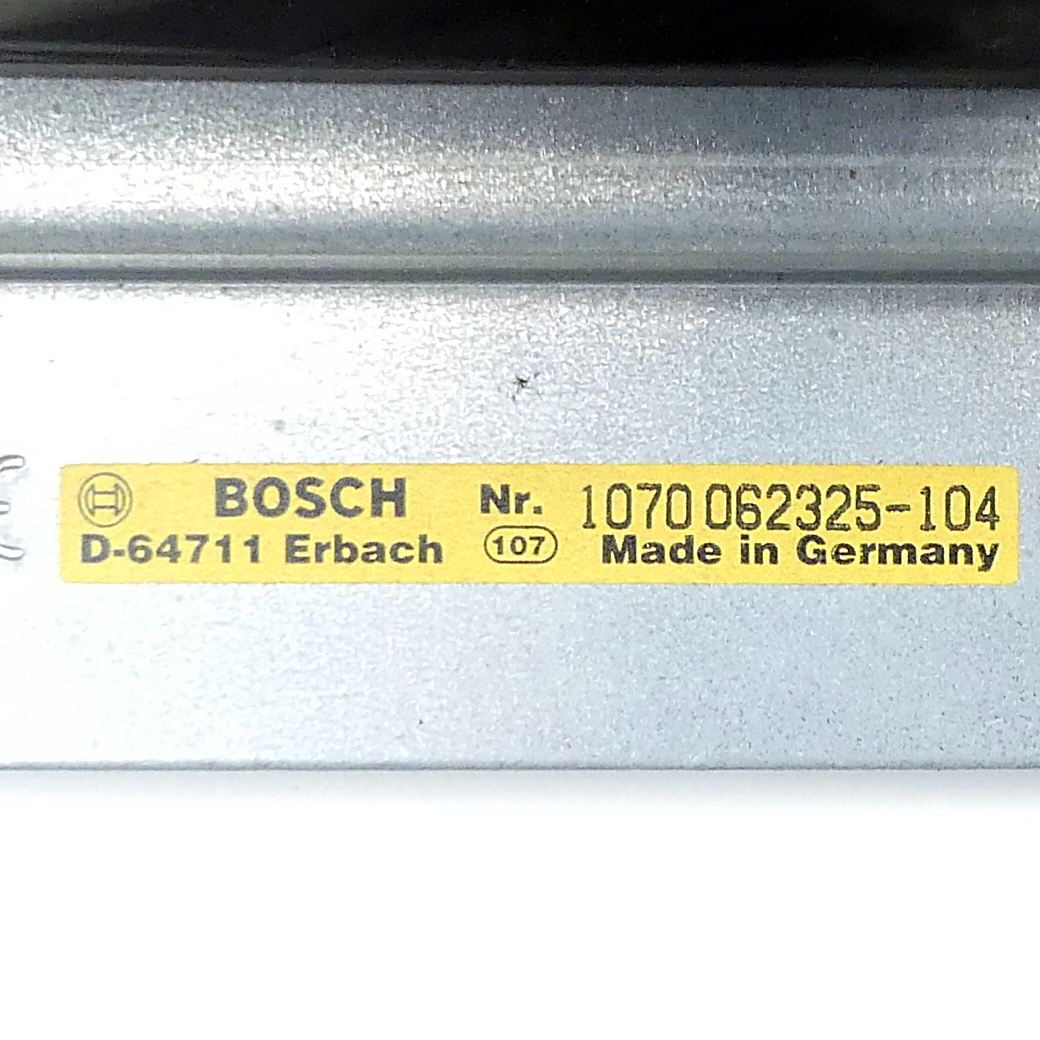 BOSCH Nr. 1070 062325-104
D-64711 Erbach 107 Made in Germany